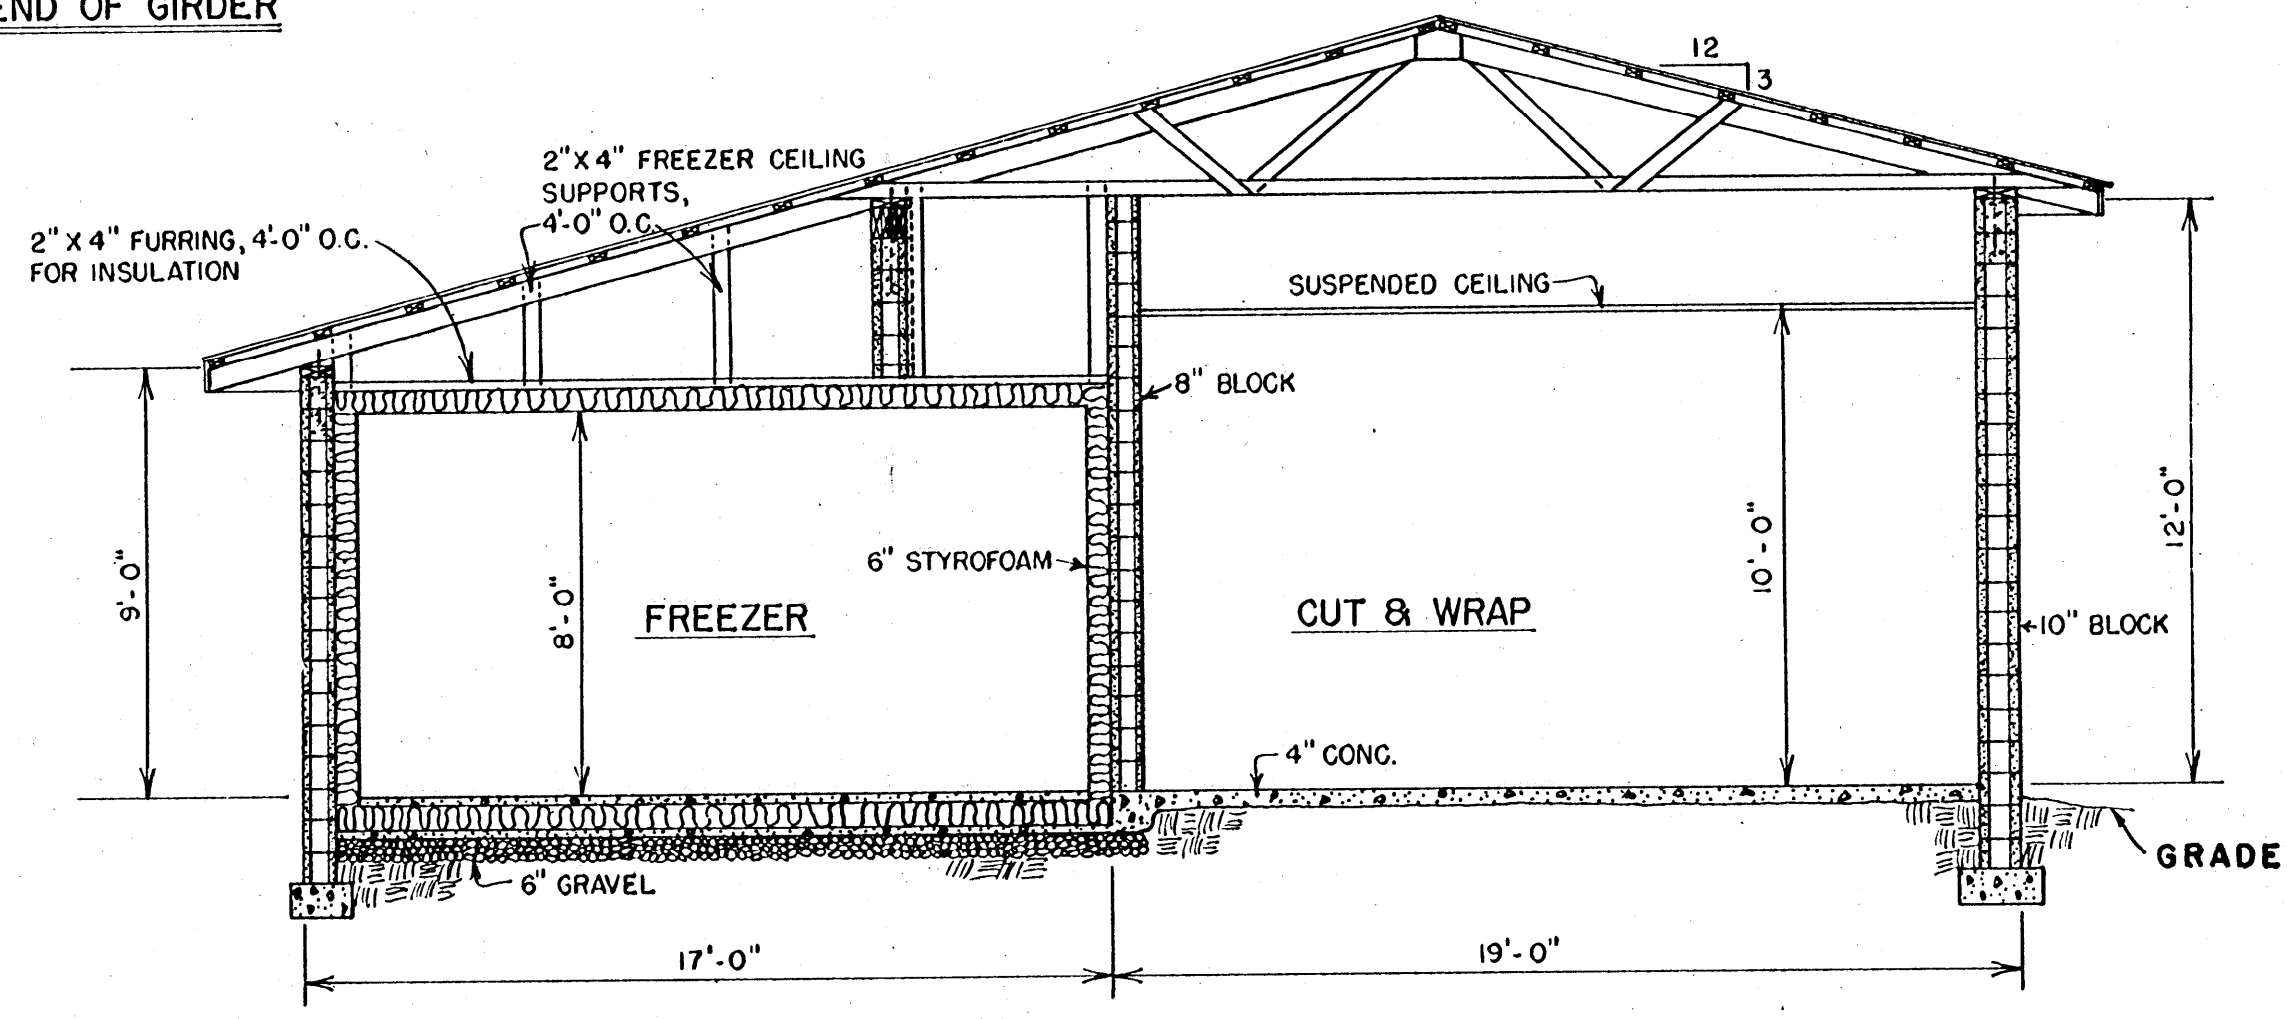 END OF GIRDER
12
3
2"X4" FREEZER CEILING
SUPPORTS,
4'-0" O.C.
2"X4" FURRING, 4'-0" O.C.
FOR INSULATION
SUSPENDED CEILING
8" BLOCK
6" STYROFOAM
9'-0"
8'-0"
FREEZER
CUT & WRAP
10'-0"
12'-0"
10" BLOCK
4" CONC.
GRADE
6" GRAVEL
17'-0"
19'-0"